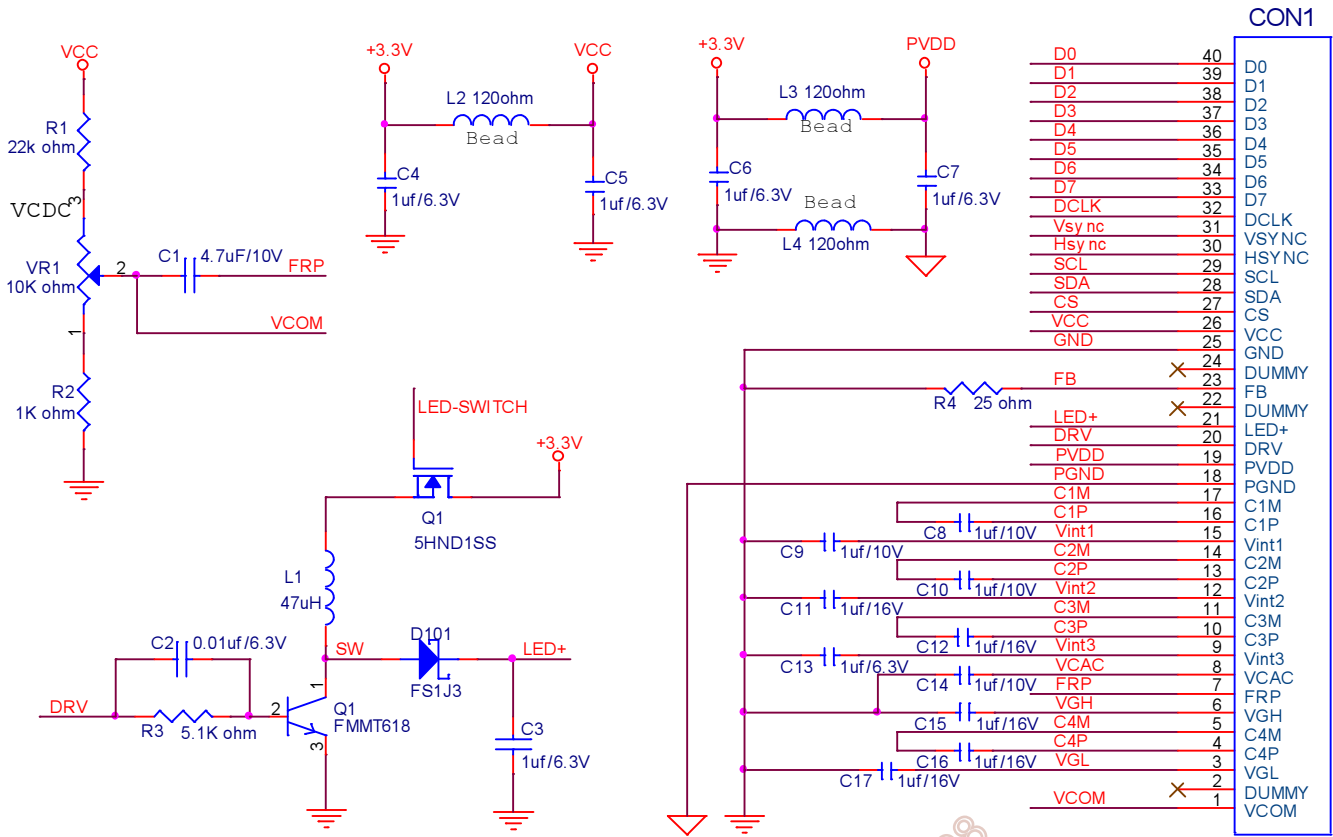 CON1
VCC
R1
22k ohm
VCDC
3
VR1
10K ohm
2
1
C1
4.7uF/10V
FRP
VCOM
R2
1K ohm
+3.3V
VCC
L2 120ohm
Bead
C4
1uf/6.3V
C5
1uf/6.3V
+3.3V
PVDD
L3 120ohm
Bead
C6
1uf/6.3V
C7
1uf/6.3V
Bead
L4 120ohm
LED-SWITCH
+3.3V
Q1
5HND1SS
L1
47uH
C2
0.01uf/6.3V
SW
D101
FS1J3
LED+
DRV
R3
5.1K ohm
1
2
3
Q1
FMMT618
C3
1uf/6.3V
D0 40 D0
D1 39 D1
D2 38 D2
D3 37 D3
D4 36 D4
D5 35 D5
D6 34 D6
D7 33 D7
DCLK 32 DCLK
Vsync 31 VSYNC
Hsync 30 HSYNC
SCL 29 SCL
SDA 28 SDA
CS 27 CS
VCC 26 VCC
GND 25 GND
24 DUMMY
R4 25 ohm FB 23 FB
22 DUMMY
LED+ 21 LED+
DRV 20 DRV
PVDD 19 PVDD
PGND 18 PGND
C1M 17 C1M
C8 1uf/10V C1P 16 C1P
C9 1uf/10V Vint1 15 Vint1
C2M 14 C2M
C10 1uf/10V C2P 13 C2P
C11 1uf/16V Vint2 12 Vint2
C3M 11 C3M
C12 1uf/16V C3P 10 C3P
C13 1uf/6.3V Vint3 9 Vint3
C14 1uf/10V VCAC 8 VCAC
FRP 7 FRP
C15 1uf/16V VGH 6 VGH
C4M 5 C4M
C16 1uf/16V C4P 4 C4P
C17 1uf/16V VGL 3 VGL
2 DUMMY
VCOM 1 VCOM